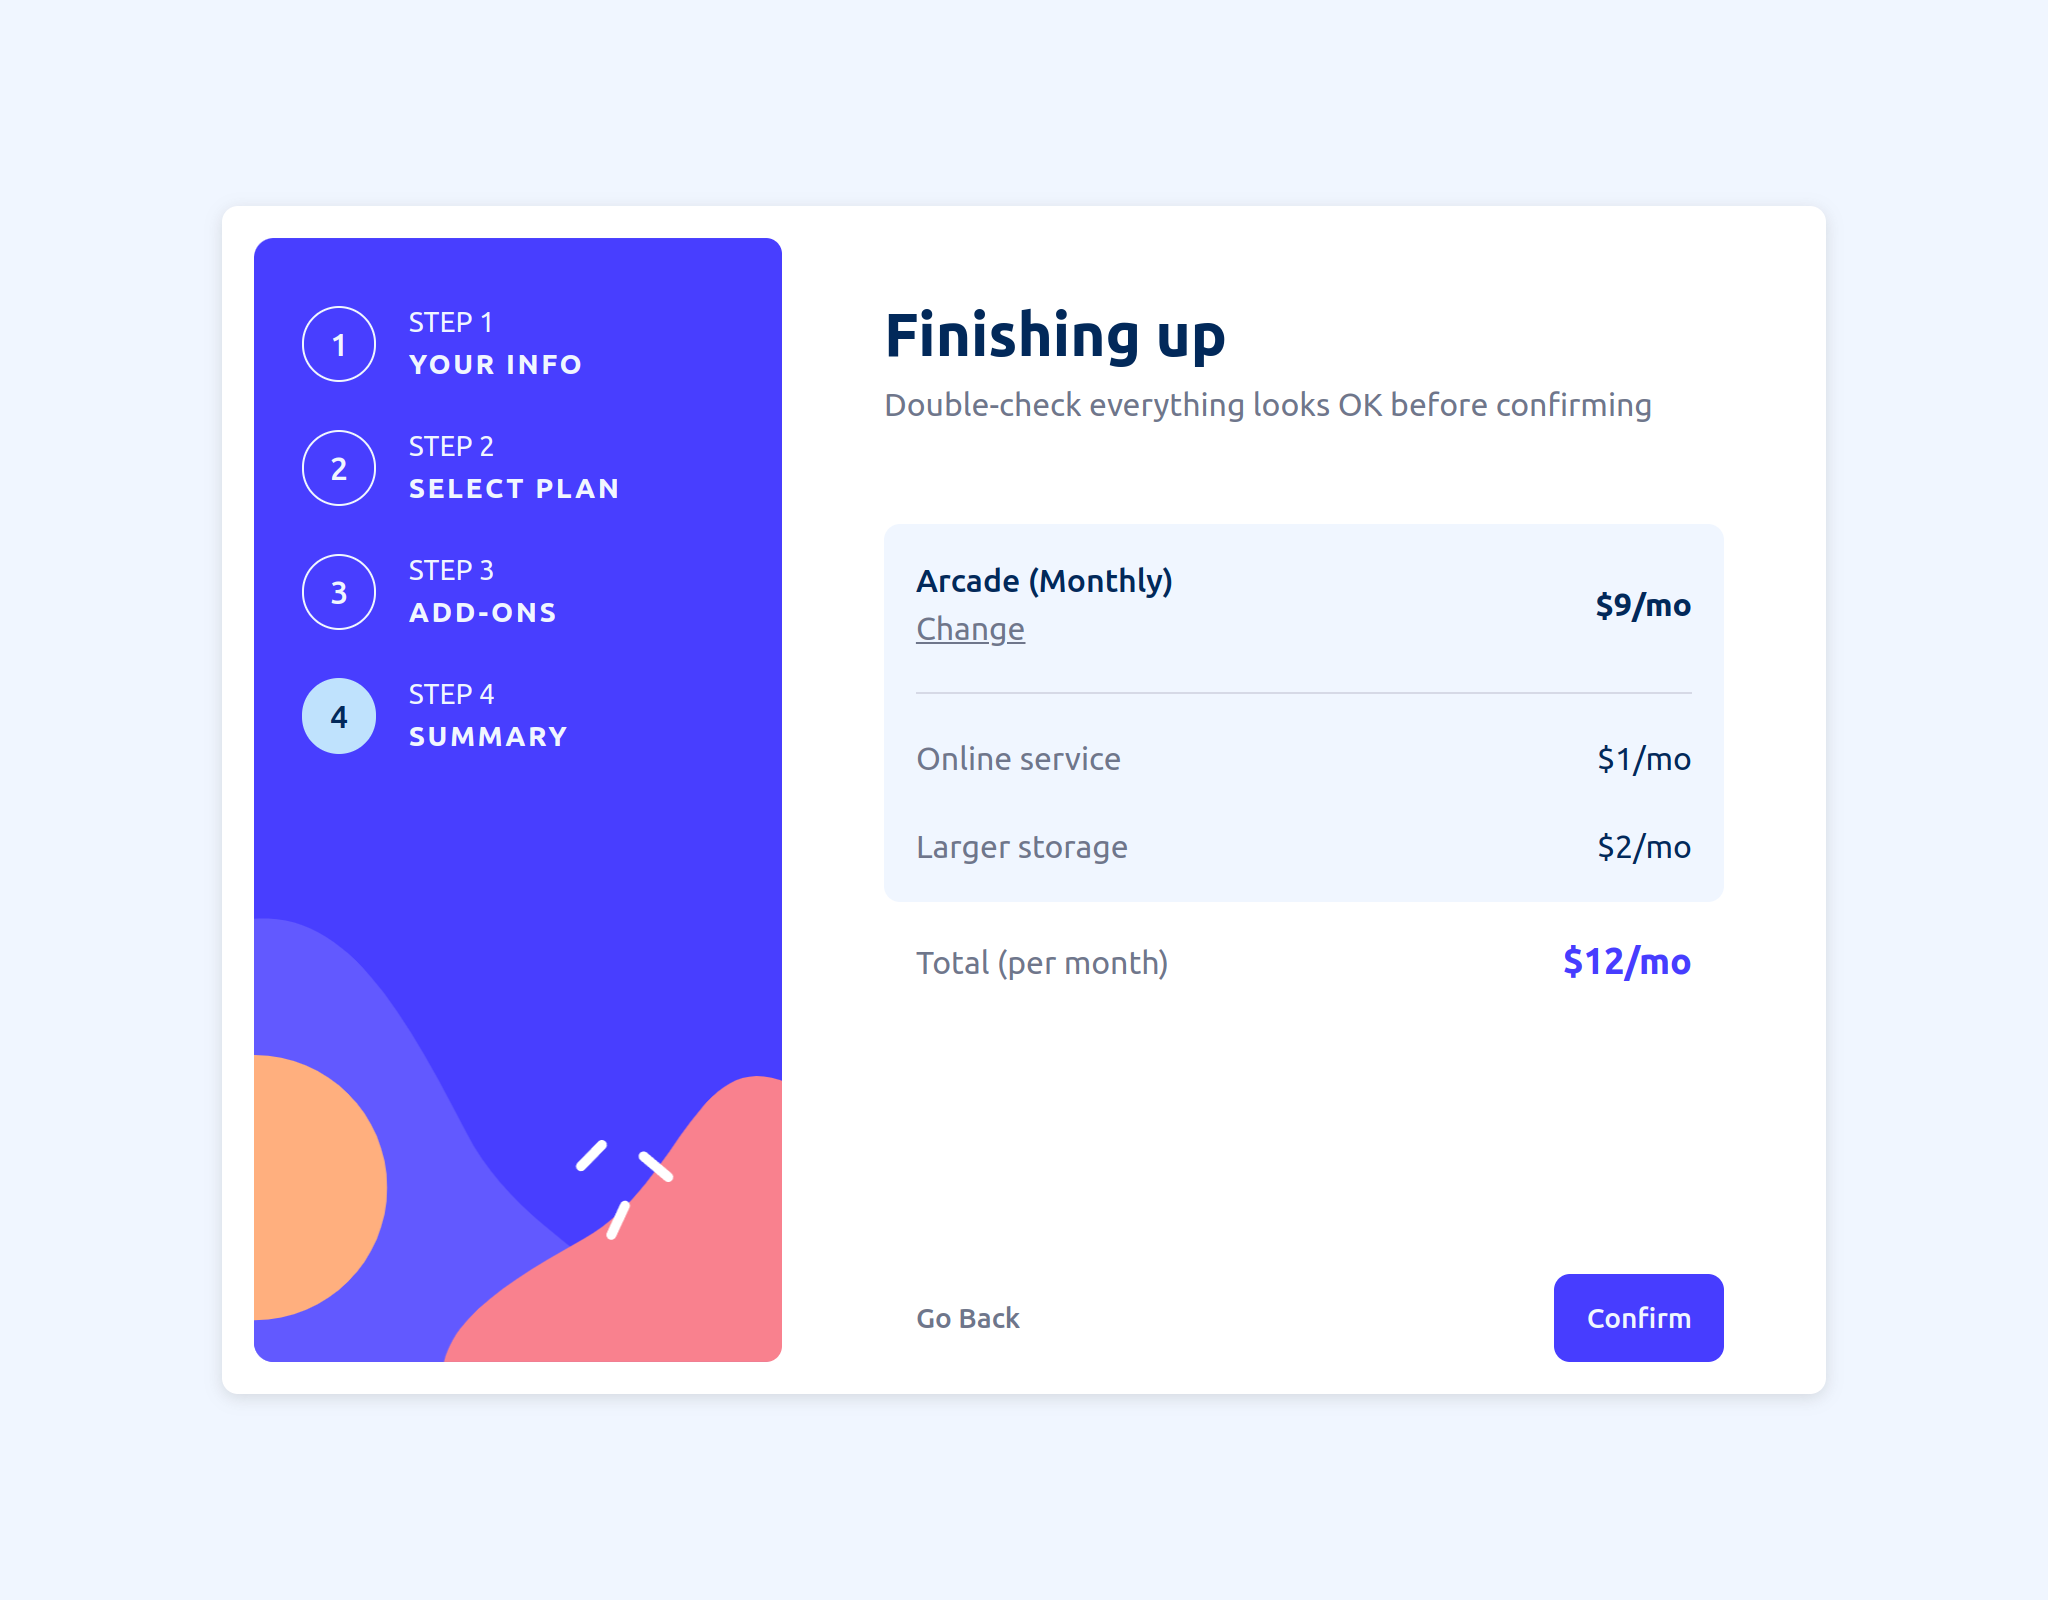 1
STEP 1
YOUR INFO
2
STEP 2
SELECT PLAN
3
STEP 3
ADD-ONS
4
STEP 4
SUMMARY
Finishing up
Double-check everything looks OK before confirming
Arcade (Monthly)
Change
$9/mo
Online service $1/mo
Larger storage $2/mo
Total (per month) $12/mo
Go Back
Confirm